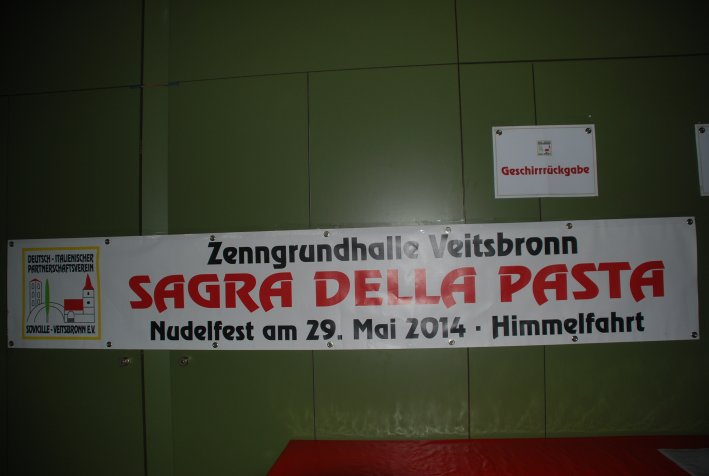 Geschirrrückgabe
DEUTSCH - ITALIENISCHER
PARTNERSCHAFTSVEREIN
SOVICILLE - VEITSBRONN E.V.
Zenngrundhalle Veitsbronn
SAGRA DELLA PASTA
Nudelfest am 29. Mai 2014 · Himmelfahrt